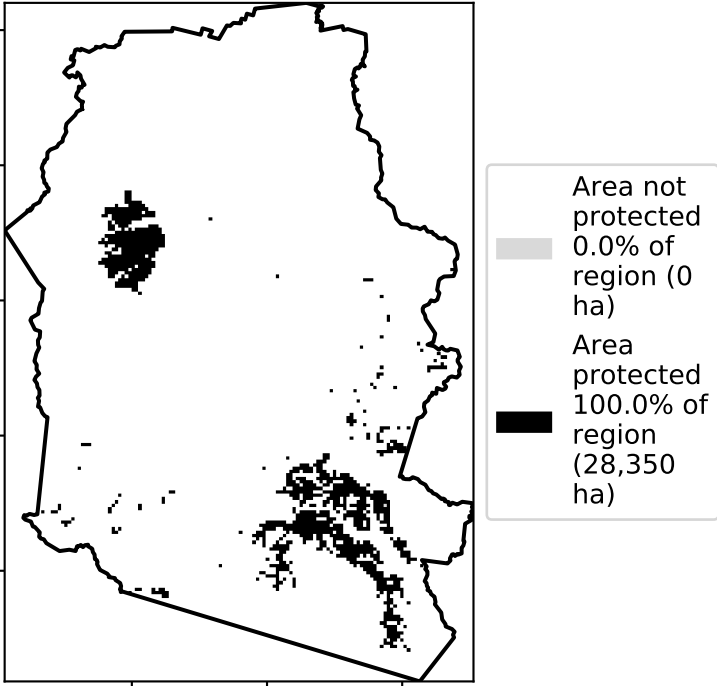 Area not
protected
0.0% of
region (0
ha)
Area
protected
100.0% of
region
(28,350
ha)